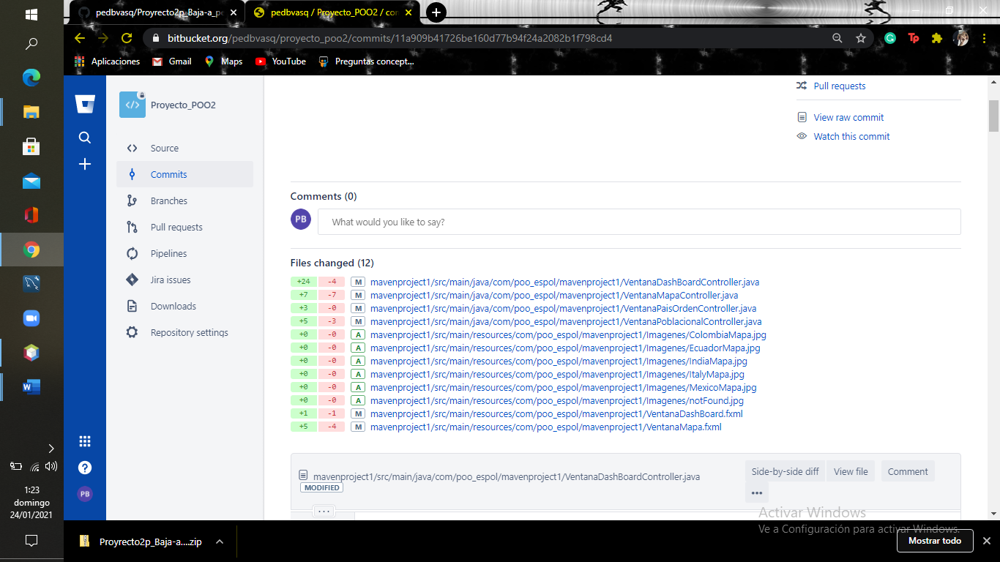 pedbvasq/Proyrecto2p_Baja-a_pe
pedbvasq / Proyecto_POO2 / com
bitbucket.org/pedbvasq/proyecto_poo2/commits/11a909b41726be160d77b94f24a2082b1f798cd4
Aplicaciones Gmail Maps YouTube Preguntas concept...
Proyecto_POO2
Source
Commits
Branches
Pull requests
Pipelines
Jira issues
Downloads
Repository settings
PB
Pull requests
View raw commit
Watch this commit
Comments (0)
PB What would you like to say?
Files changed (12)
+24 -4 M mavenproject1/src/main/java/com/poo_espol/mavenproject1/VentanaDashBoardController.java
+7 -7 M mavenproject1/src/main/java/com/poo_espol/mavenproject1/VentanaMapaController.java
+3 -0 M mavenproject1/src/main/java/com/poo_espol/mavenproject1/VentanaPaisOrdenController.java
+5 -3 M mavenproject1/src/main/java/com/poo_espol/mavenproject1/VentanaPoblacionalController.java
+0 -0 A mavenproject1/src/main/resources/com/poo_espol/mavenproject1/Imagenes/ColombiaMapa.jpg
+0 -0 A mavenproject1/src/main/resources/com/poo_espol/mavenproject1/Imagenes/EcuadorMapa.jpg
+0 -0 A mavenproject1/src/main/resources/com/poo_espol/mavenproject1/Imagenes/IndiaMapa.jpg
+0 -0 A mavenproject1/src/main/resources/com/poo_espol/mavenproject1/Imagenes/ItalyMapa.jpg
+0 -0 A mavenproject1/src/main/resources/com/poo_espol/mavenproject1/Imagenes/MexicoMapa.jpg
+0 -0 A mavenproject1/src/main/resources/com/poo_espol/mavenproject1/Imagenes/notFound.jpg
+1 -1 M mavenproject1/src/main/resources/com/poo_espol/mavenproject1/VentanaDashBoard.fxml
+5 -4 M mavenproject1/src/main/resources/com/poo_espol/mavenproject1/VentanaMapa.fxml
mavenproject1/src/main/java/com/poo_espol/mavenproject1/VentanaDashBoardController.java
MODIFIED
Side-by-side diff View file Comment
•••
...
Activar Windows
Ve a Configuración para activar Windows.
1:23
domingo
24/01/2021
Proyrecto2p_Baja-a....zip
Mostrar todo